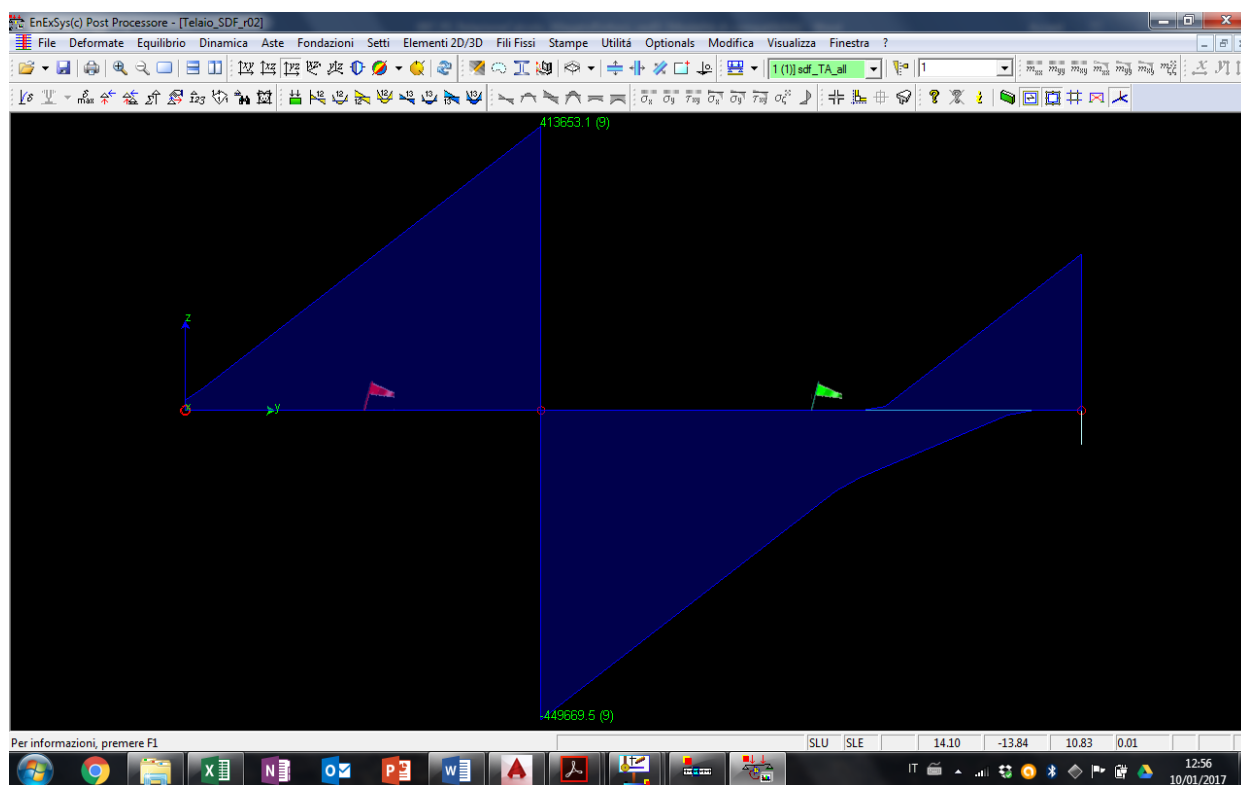 EnExSys(c) Post Processore - [Telaio_SDF_r02]
File Deformate Equilibrio Dinamica Aste Fondazioni Setti Elementi 2D/3D Fili Fissi Stampe Utilità Optionals Modifica Visualizza Finestra ?
1 (1)] sdf_TA_all 1
413653.1 (9)
z
x y
-449669.5 (9)
Per informazioni, premere F1 SLU SLE 14.10 -13.84 10.83 0.01
IT 12:56
10/01/2017